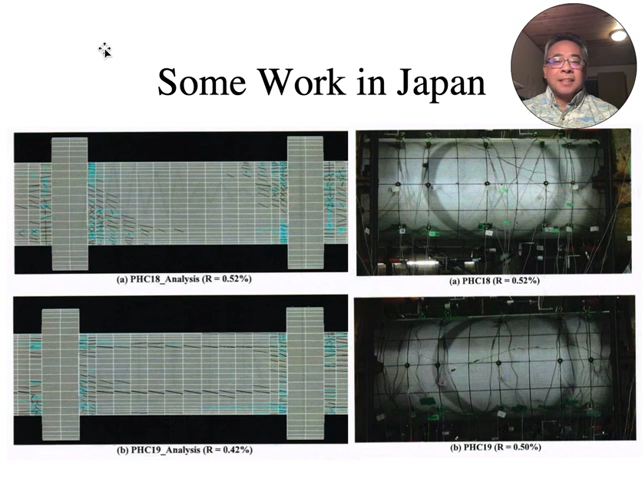 Some Work in Japan
(a) PHC18_Analysis (R = 0.52%)
(a) PHC18 (R = 0.52%)
(b) PHC19_Analysis (R = 0.42%)
(b) PHC19 (R = 0.50%)